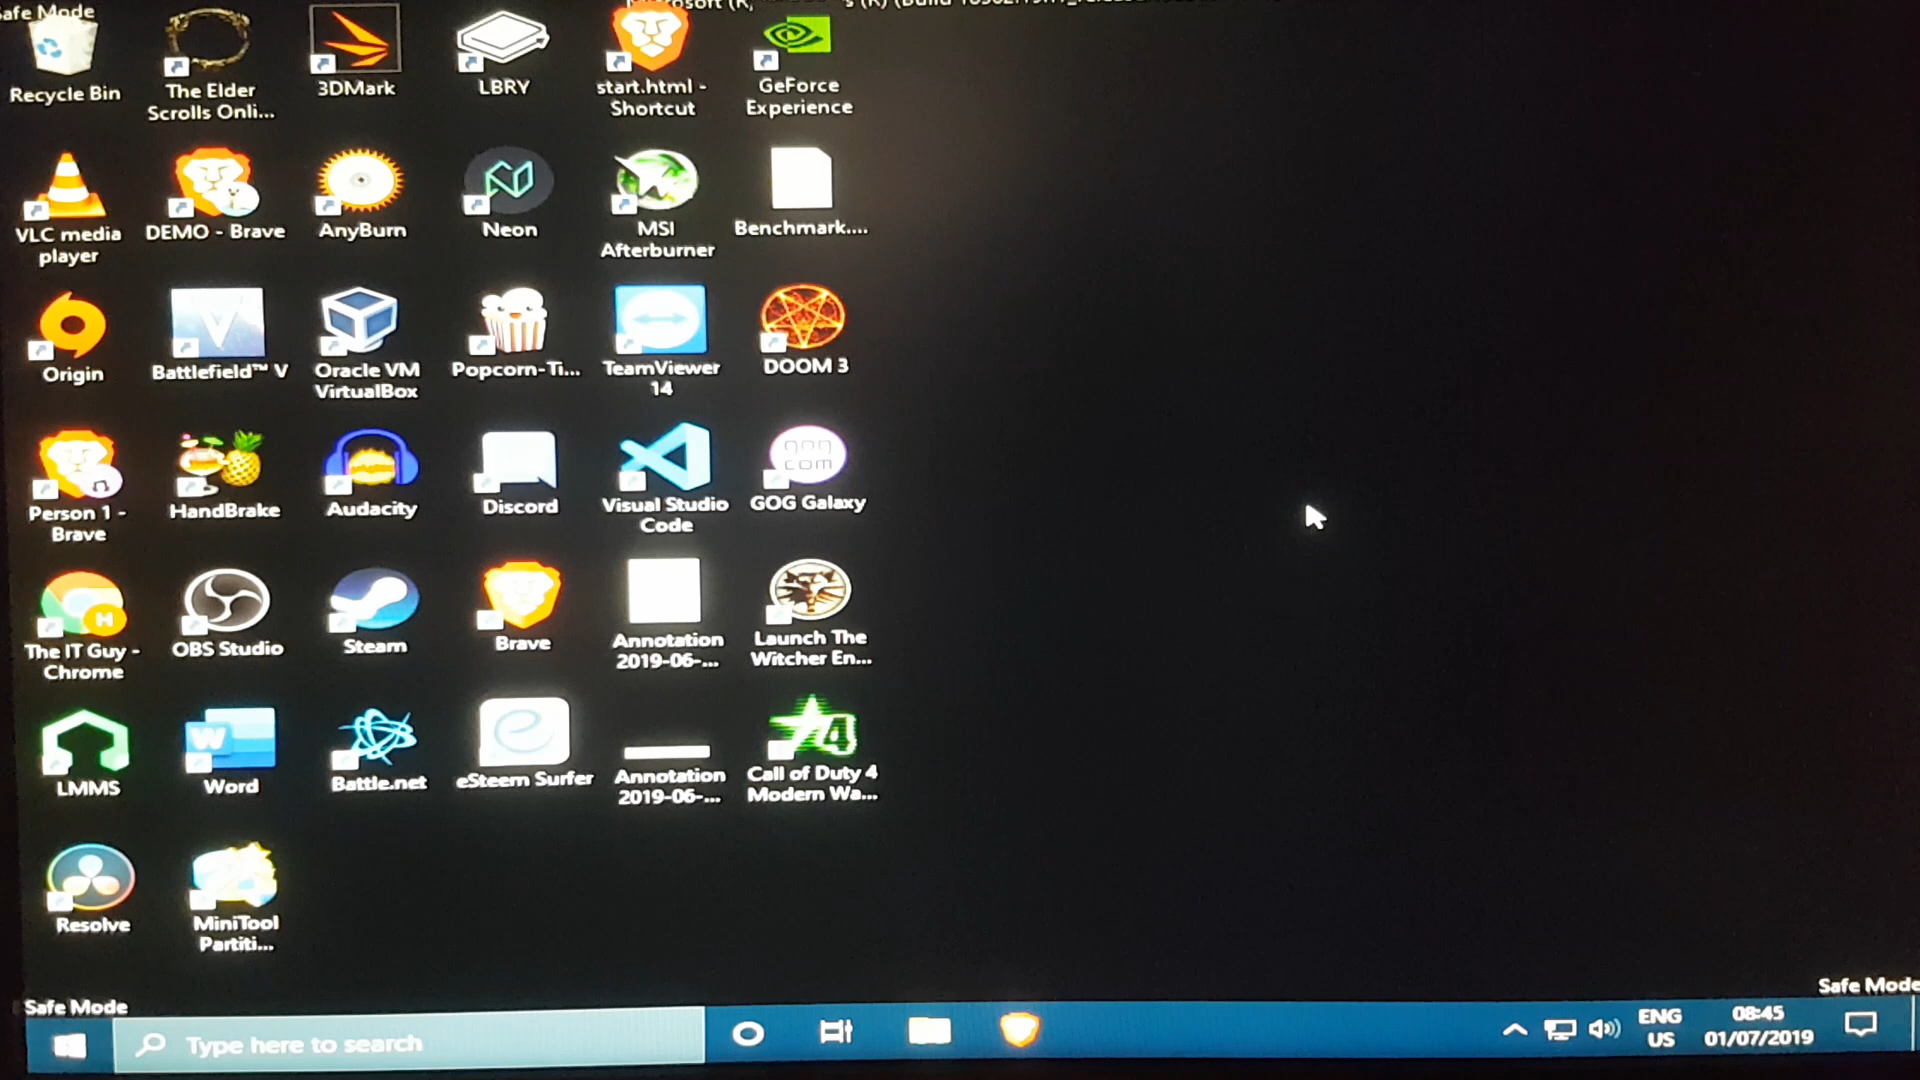 Safe Mode
Recycle Bin
The Elder
Scrolls Onli...
3DMark
LBRY
start.html -
Shortcut
GeForce
Experience
VLC media
player
DEMO - Brave
AnyBurn
Neon
MSI
Afterburner
Benchmark....
Origin
V
Battlefield™ V
Oracle VM
VirtualBox
Popcorn-Ti...
TeamViewer
14
DOOM 3
Person 1 -
Brave
HandBrake
Audacity
Discord
Visual Studio
Code
gog
com
GOG Galaxy
H
The IT Guy -
Chrome
OBS Studio
Steam
Brave
Annotation
2019-06-...
Launch The
Witcher En...
LMMS
W
Word
Battle.net
e
eSteem Surfer
Annotation
2019-06-...
4
Call of Duty 4
Modern Wa...
Resolve
MiniTool
Partiti...
Safe Mode
Safe Mode
Type here to search
ENG
US
08:45
01/07/2019